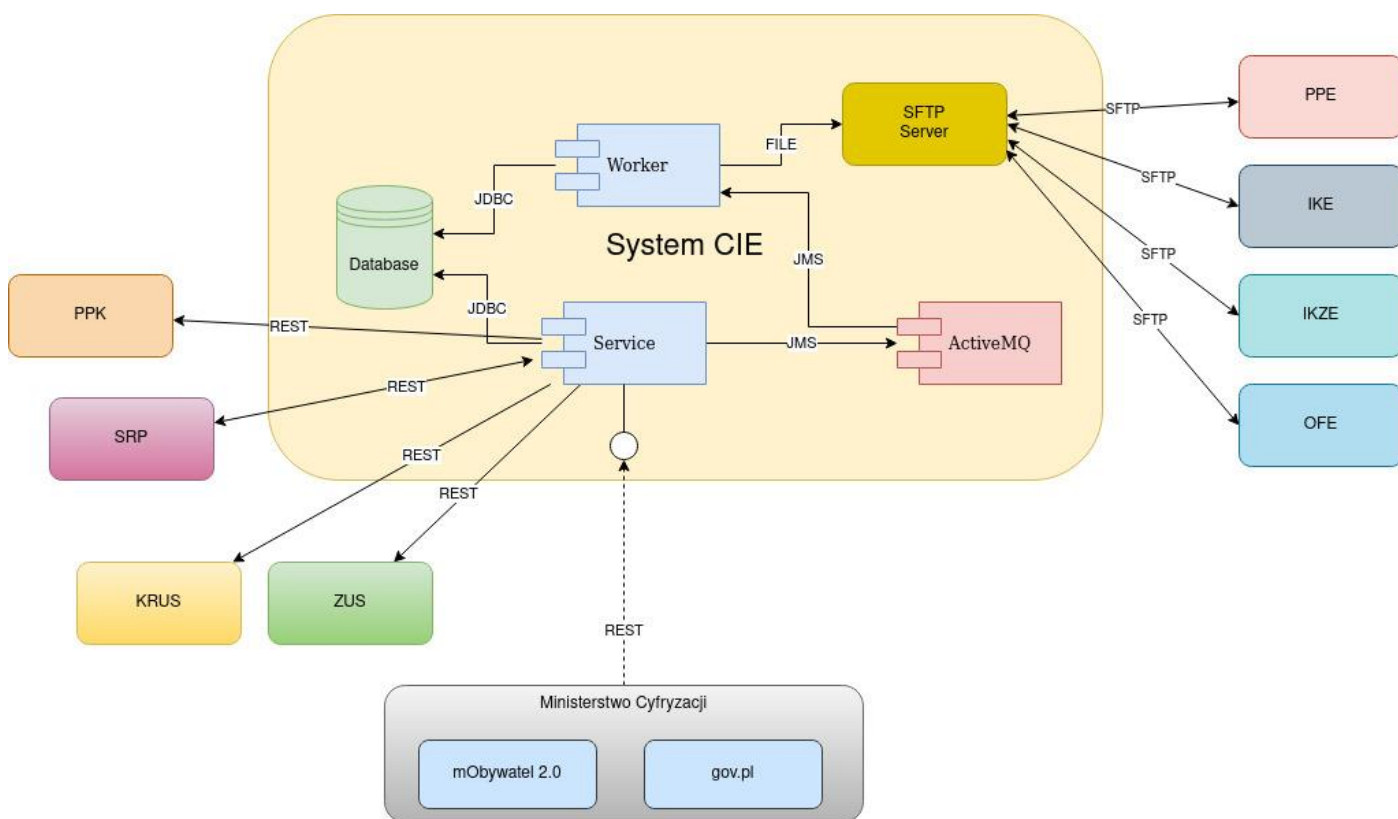 PPE
SFTP
Server
SFTP
FILE
Worker
SFTP
IKE
JDBC
System CIE
Database
JMS
SFTP
PPK
REST
JDBC
Service
JMS
ActiveMQ
SFTP
IKZE
REST
SRP
OFE
REST
REST
KRUS
ZUS
REST
Ministerstwo Cyfryzacji
mObywatel 2.0
gov.pl